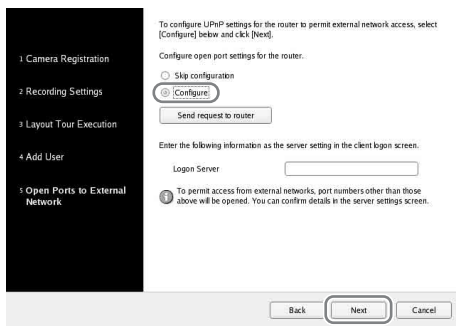 To configure UPnP settings for the router to permit external network access, select
[Configure] below and click [Next].
1 Camera Registration
Configure open port settings for the router.
Skip configuration
2 Recording Settings
Configure
Send request to router
3 Layout Tour Execution
Enter the following information as the server setting in the client logon screen.
4 Add User
Logon Server
5 Open Ports to External
Network
To permit access from external networks, port numbers other than those
above will be opened. You can confirm details in the server settings screen.
Back
Next
Cancel